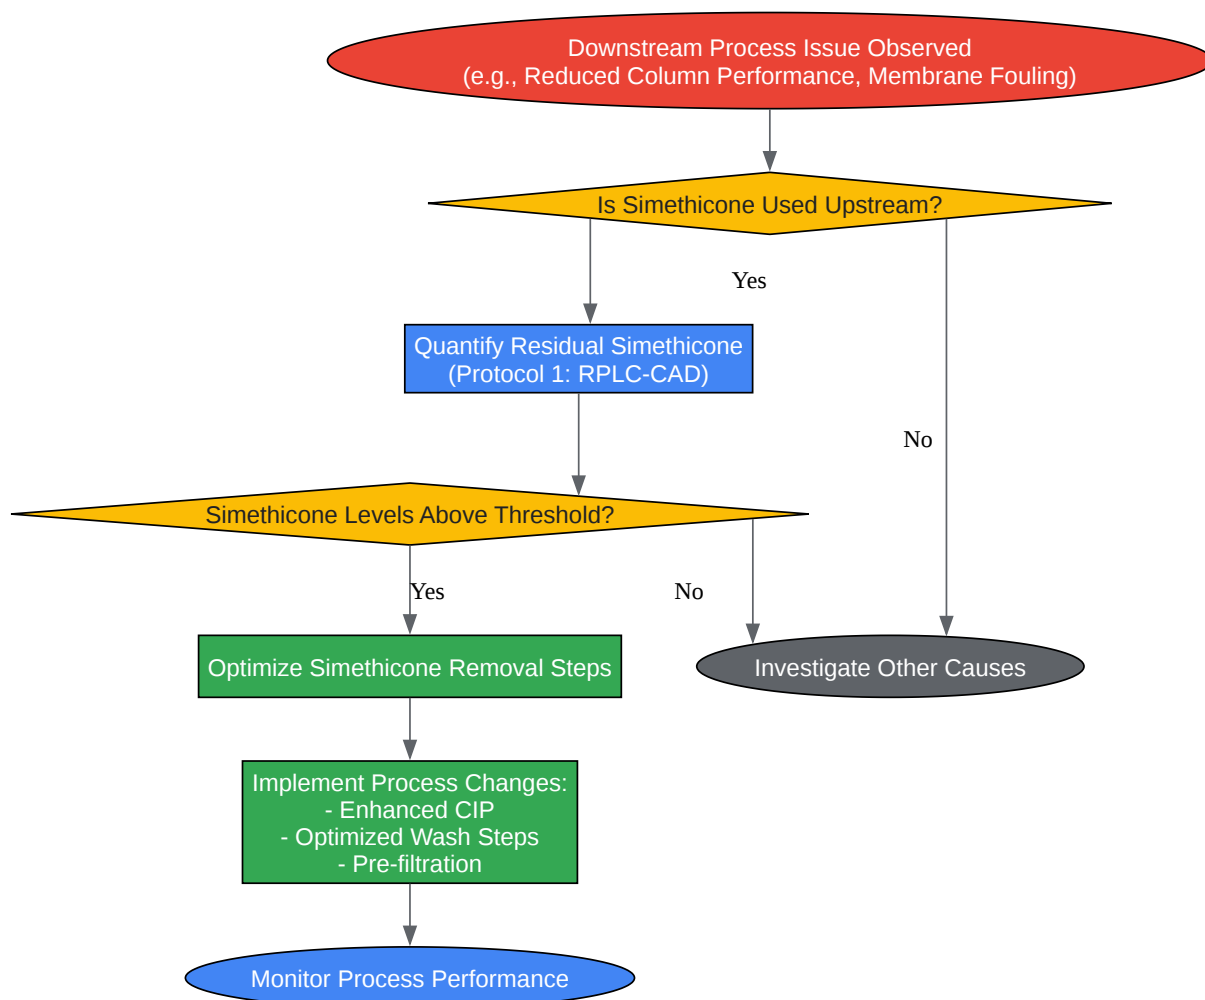 Downstream Process Issue Observed
(e.g., Reduced Column Performance, Membrane Fouling)
Is Simethicone Used Upstream?
Yes
Quantify Residual Simethicone
(Protocol 1: RPLC-CAD)
No
Simethicone Levels Above Threshold?
Yes
No
Optimize Simethicone Removal Steps
Investigate Other Causes
Implement Process Changes:
- Enhanced CIP
- Optimized Wash Steps
- Pre-filtration
Monitor Process Performance